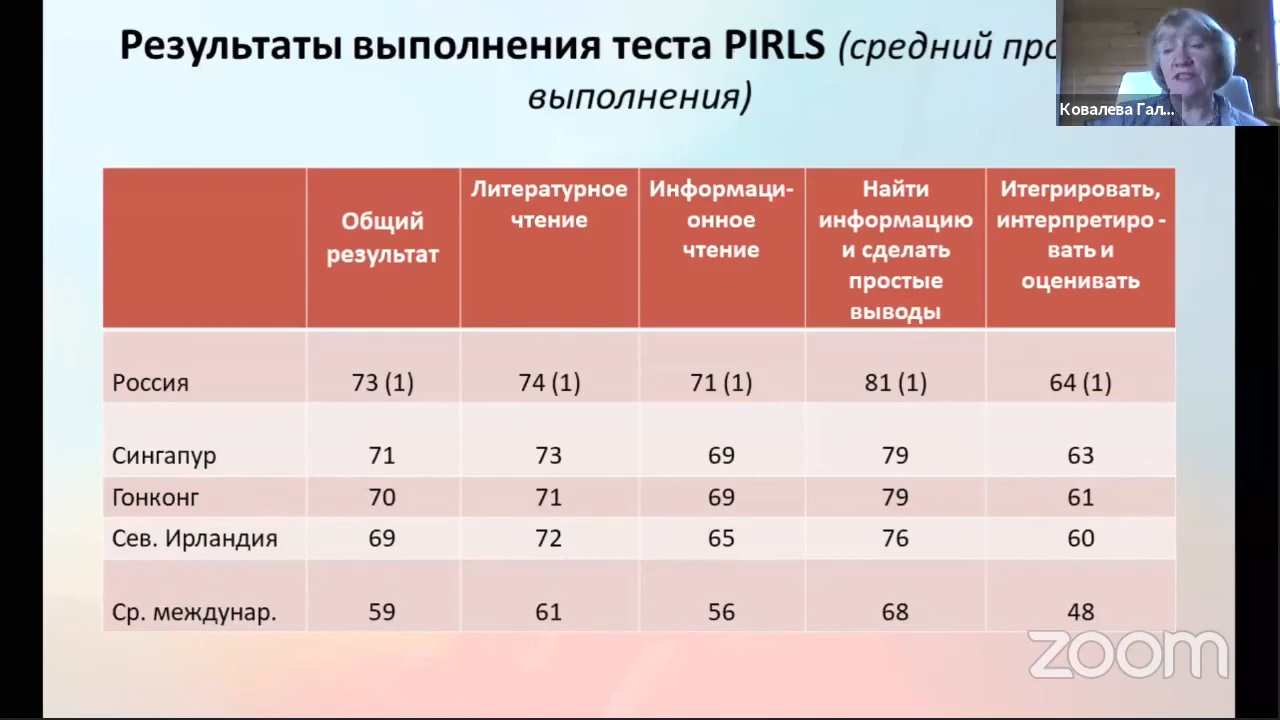 Результаты выполнения теста PIRLS (средний
выполнения)
Ковалева Гал...
Общий
результат
Литературное
чтение
Информаци-
онное
чтение
Найти
информацию
и сделать
простые
выводы
Итегрировать,
интерпретиро -
вать и
оценивать
Россия 73 (1) 74 (1) 71 (1) 81 (1) 64 (1)
Сингапур 71 73 69 79 63
Гонконг 70 71 69 79 61
Сев. Ирландия 69 72 65 76 60
Ср. междунар. 59 61 56 68 48
zoom